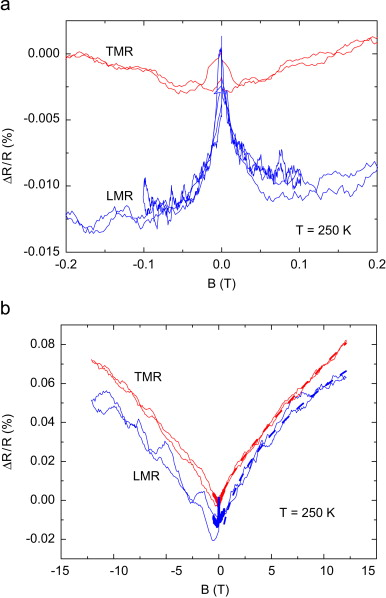 a
0.000
-0.005
-0.010
-0.015
ΔR/R (%)
TMR
LMR
T = 250 K
-0.2
-0.1
0.0
0.1
0.2
B (T)
b
0.08
0.06
0.04
0.02
0.00
-0.02
ΔR/R (%)
TMR
LMR
T = 250 K
-15
-10
-5
0
5
10
15
B (T)